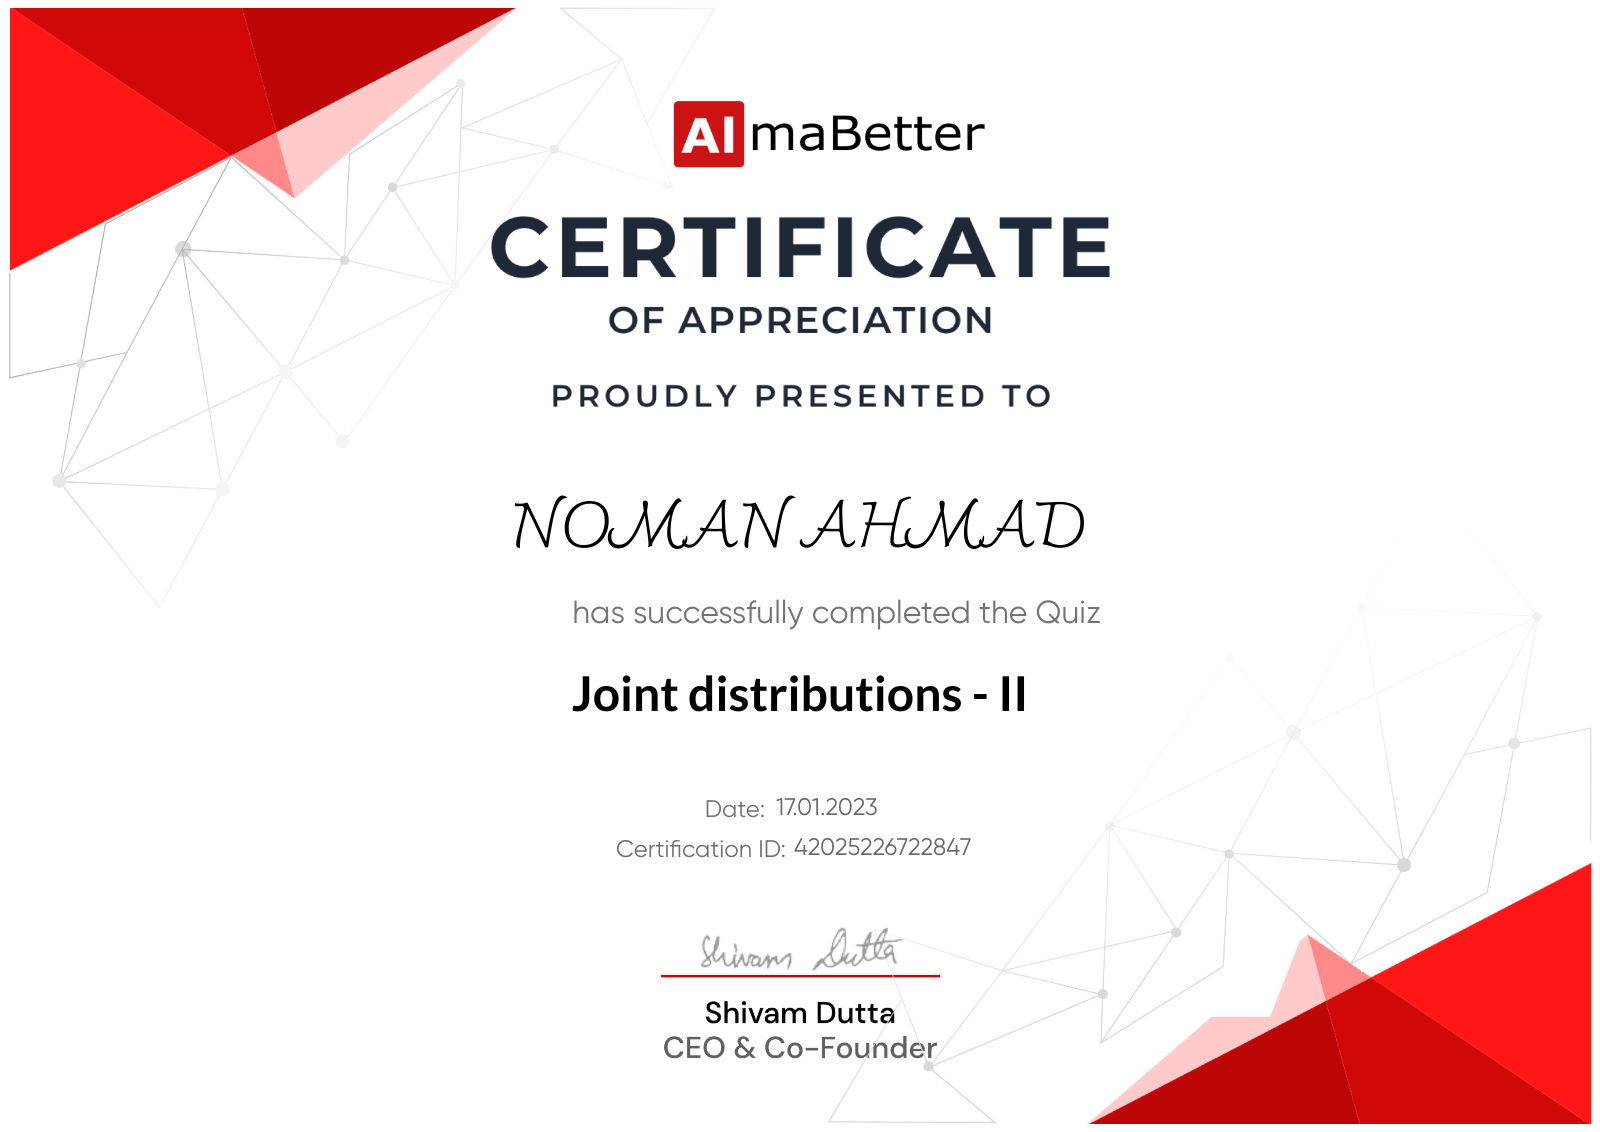 AlmaBetter
CERTIFICATE
OF APPRECIATION
PROUDLY PRESENTED TO
NOMAN AHMAD
has successfully completed the Quiz
Joint distributions - II
Date: 17.01.2023
Certification ID: 42025226722847
Shivam Dutta
Shivam Dutta
CEO & Co-Founder